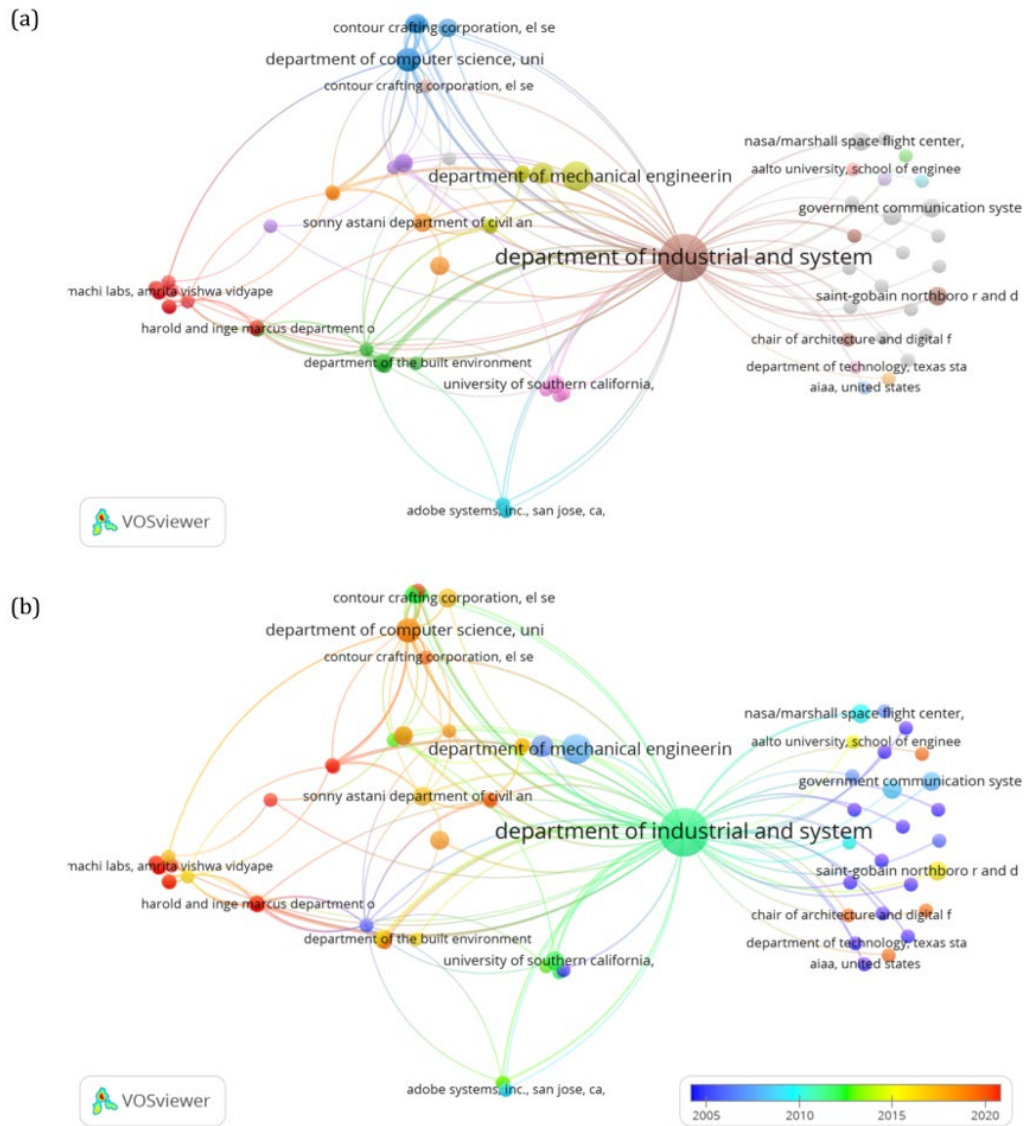 (a)
contour crafting corporation, el se
department of computer science, uni
contour crafting corporation, el se
nasa/marshall space flight center,
aalto university, school of enginee
department of mechanical engineerin
government communication syste
sonny astani department of civil an
department of industrial and system
machi labs, amrita vishwa vidyape
saint-gobain northboro r and d
harold and inge marcus department o
chair of architecture and digital f
department of the built environment
department of technology, texas sta
university of southern california,
aiaa, united states
adobe systems, inc., san jose, ca,
VOSviewer
(b)
contour crafting corporation, el se
department of computer science, uni
contour crafting corporation, el se
nasa/marshall space flight center,
aalto university, school of enginee
department of mechanical engineerin
government communication syste
sonny astani department of civil an
department of industrial and system
machi labs, amrita vishwa vidyape
saint-gobain northboro r and d
harold and inge marcus department o
chair of architecture and digital f
department of the built environment
department of technology, texas sta
university of southern california,
aiaa, united states
adobe systems, inc., san jose, ca,
VOSviewer
2005 2010 2015 2020